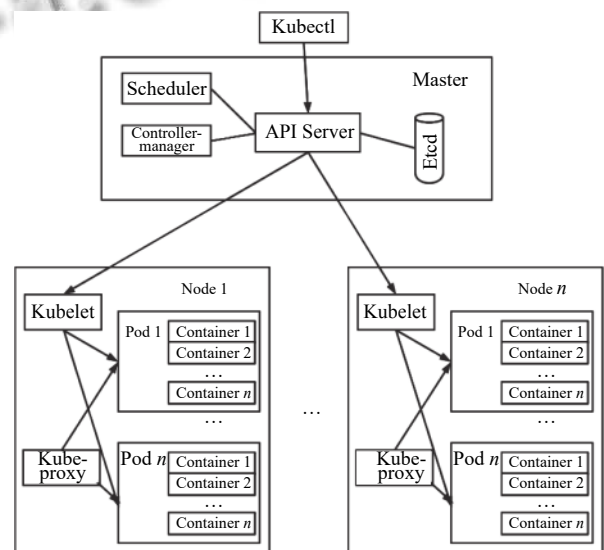 Kubectl
Master
Scheduler
Controller-
manager
API Server
Etcd
Node 1
Kubelet
Pod 1
Container 1
Container 2
…
Container n
…
Kube-
proxy
Pod n
Container 1
Container 2
…
Container n
…
Node n
Kubelet
Pod 1
Container 1
Container 2
…
Container n
…
Kube-
proxy
Pod n
Container 1
Container 2
…
Container n